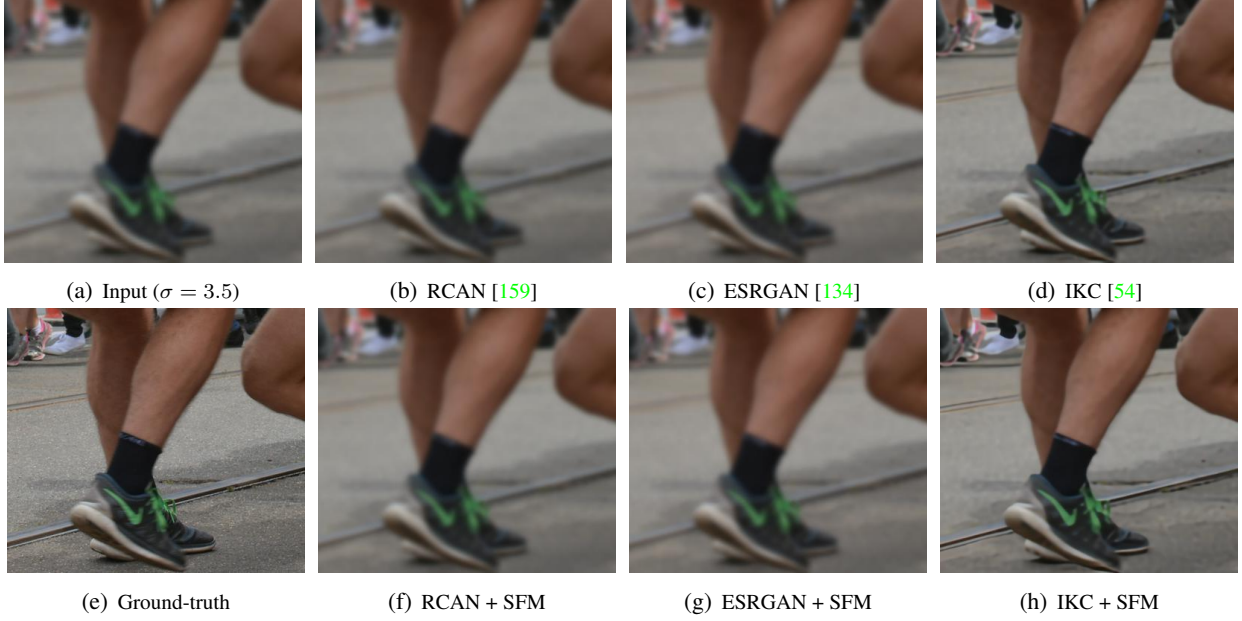 (a) Input (σ = 3.5)
(b) RCAN [159]
(c) ESRGAN [134]
(d) IKC [54]
(e) Ground-truth
(f) RCAN + SFM
(g) ESRGAN + SFM
(h) IKC + SFM